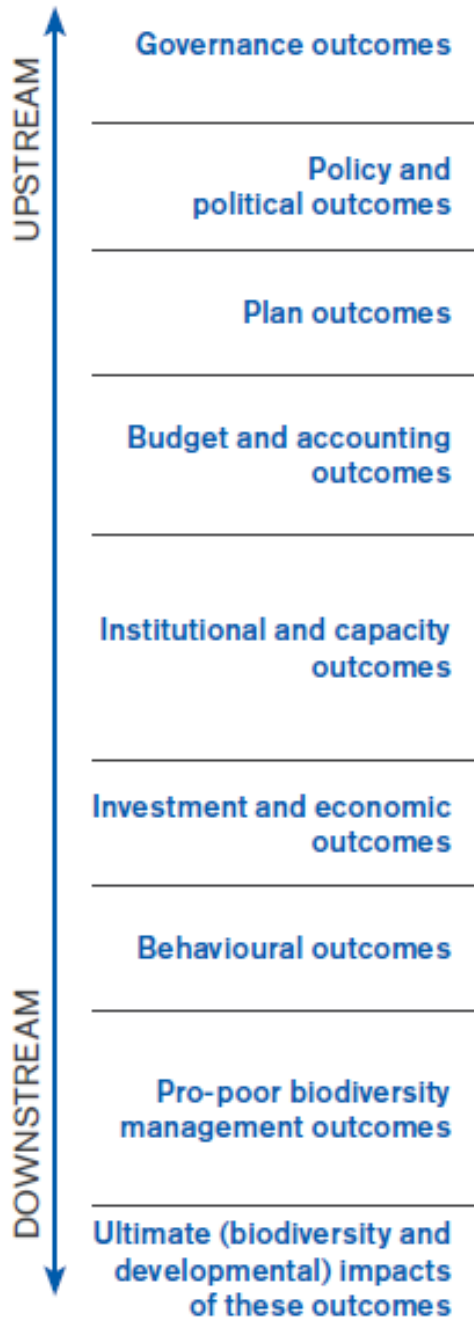 UPSTREAM
Governance outcomes
Policy and
political outcomes
Plan outcomes
Budget and accounting
outcomes
Institutional and capacity
outcomes
Investment and economic
outcomes
Behavioural outcomes
DOWNSTREAM
Pro-poor biodiversity
management outcomes
Ultimate (biodiversity and
developmental) impacts
of these outcomes